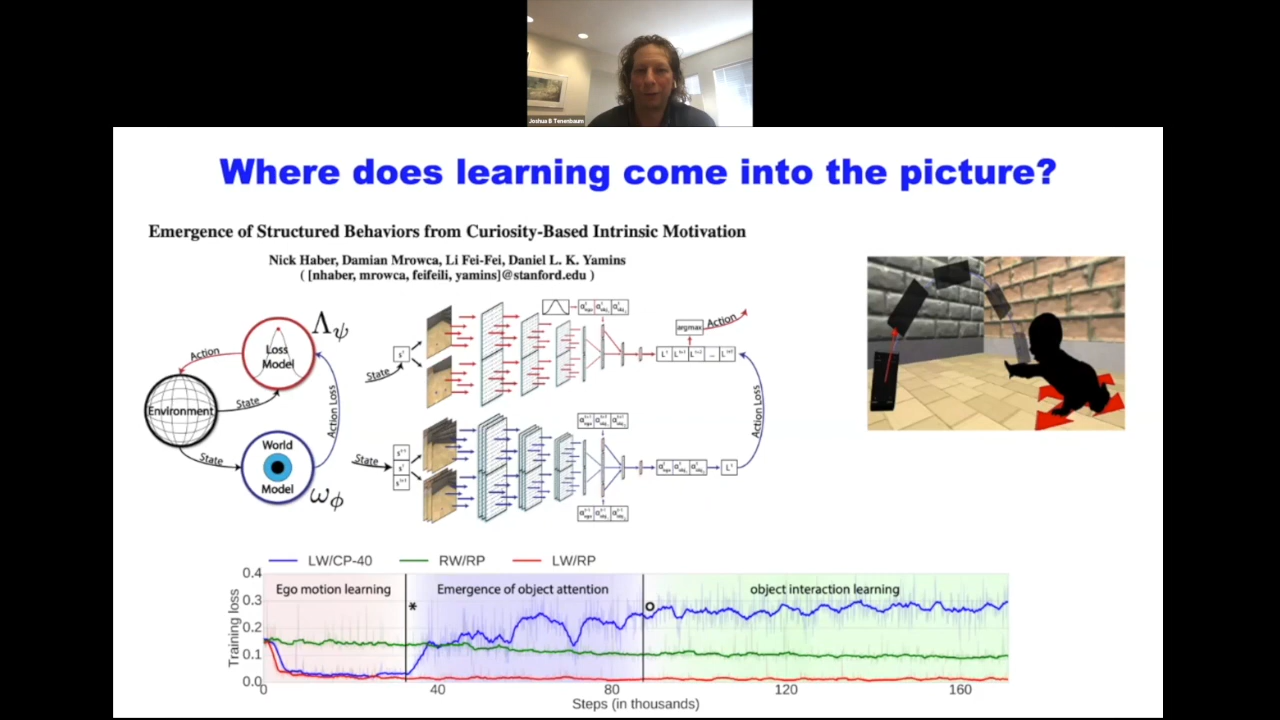 Joshua B Tenenbaum
Where does learning come into the picture?
Emergence of Structured Behaviors from Curiosity-Based Intrinsic Motivation
Nick Haber, Damian Mrowca, Li Fei-Fei, Daniel L. K. Yamins
( [nhaber, mrowca, feifeili, yamins]@stanford.edu )
Λψ
Loss
Model
Action
Environment
State
State
Action Loss
World
Model
ωϕ
State
argmax
Action
State
Action Loss
LW/CP-40
RW/RP
LW/RP
Training loss
0.4
0.3
0.2
0.1
0.0
Ego motion learning
*
Emergence of object attention
o
object interaction learning
0
40
80
120
160
Steps (in thousands)